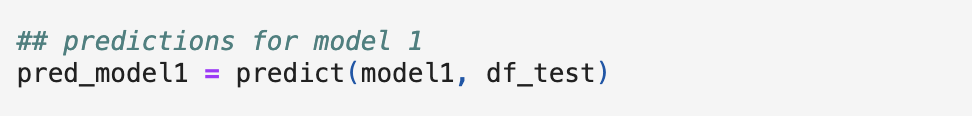 ## predictions for model 1
pred_model1 = predict(model1, df_test)